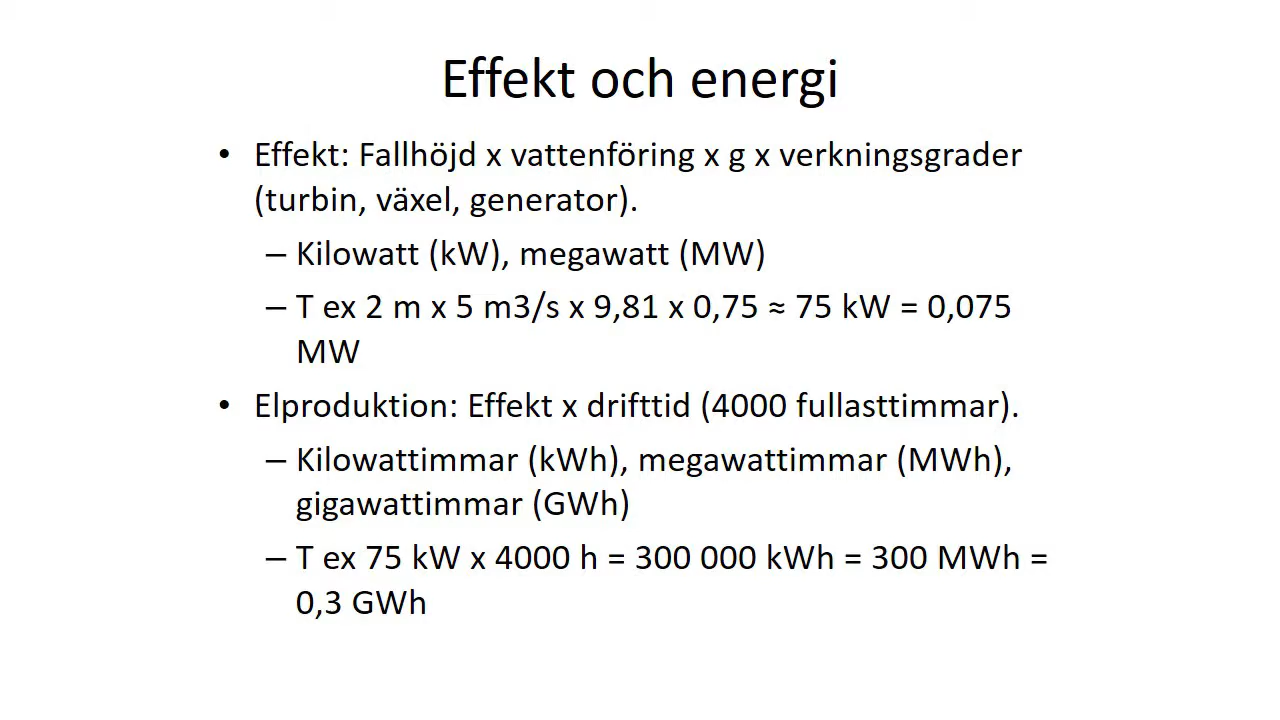 Effekt och energi
• Effekt: Fallhöjd x vattenföring x g x verkningsgrader
(turbin, växel, generator).
– Kilowatt (kW), megawatt (MW)
– T ex 2 m x 5 m3/s x 9,81 x 0,75 ≈ 75 kW = 0,075
MW
• Elproduktion: Effekt x drifttid (4000 fullasttimmar).
– Kilowattimmar (kWh), megawattimmar (MWh),
gigawattimmar (GWh)
– T ex 75 kW x 4000 h = 300 000 kWh = 300 MWh =
0,3 GWh